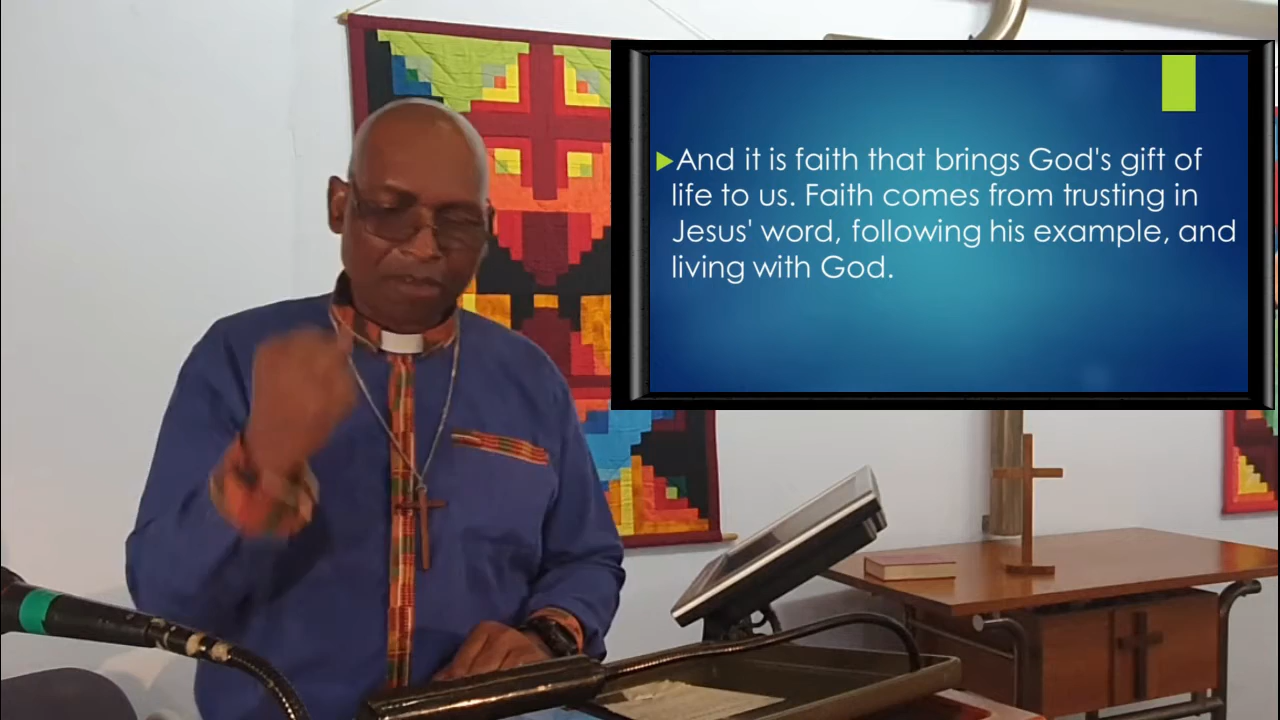 And it is faith that brings God's gift of
life to us. Faith comes from trusting in
Jesus' word, following his example, and
living with God.